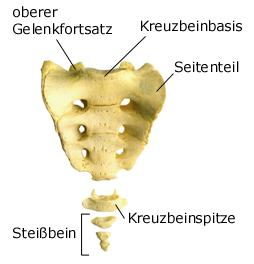 oberer
Gelenkfortsatz
Kreuzbeinbasis
Seitenteil
Kreuzbeinspitze
Steißbein